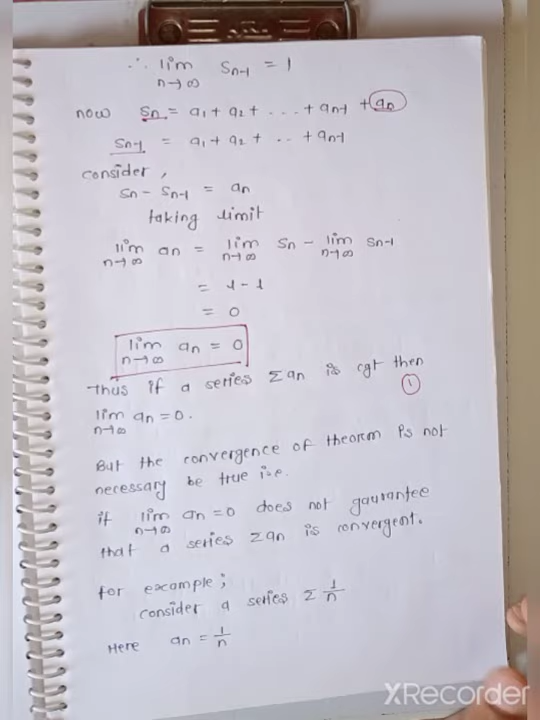 ∴ lim Sn-1 = 1
n→∞
now Sn = a1 + a2 + ... + an-1 + an
Sn-1 = a1 + a2 + .. + an-1
consider,
Sn - Sn-1 = an
taking limit
lim an = lim Sn - lim Sn-1
n→∞ n→∞ n→∞
= 1 - 1
= 0
lim an = 0
n→∞
Thus if a series Σan is cgt then
①
lim an = 0.
n→∞
But the convergence of theorem is not
necessary be true i.e.
if lim an = 0 does not gaurantee
n→∞
that a series Σan is convergent.
for example;
consider a series Σ 1/n
Here an = 1/n
XRecorder